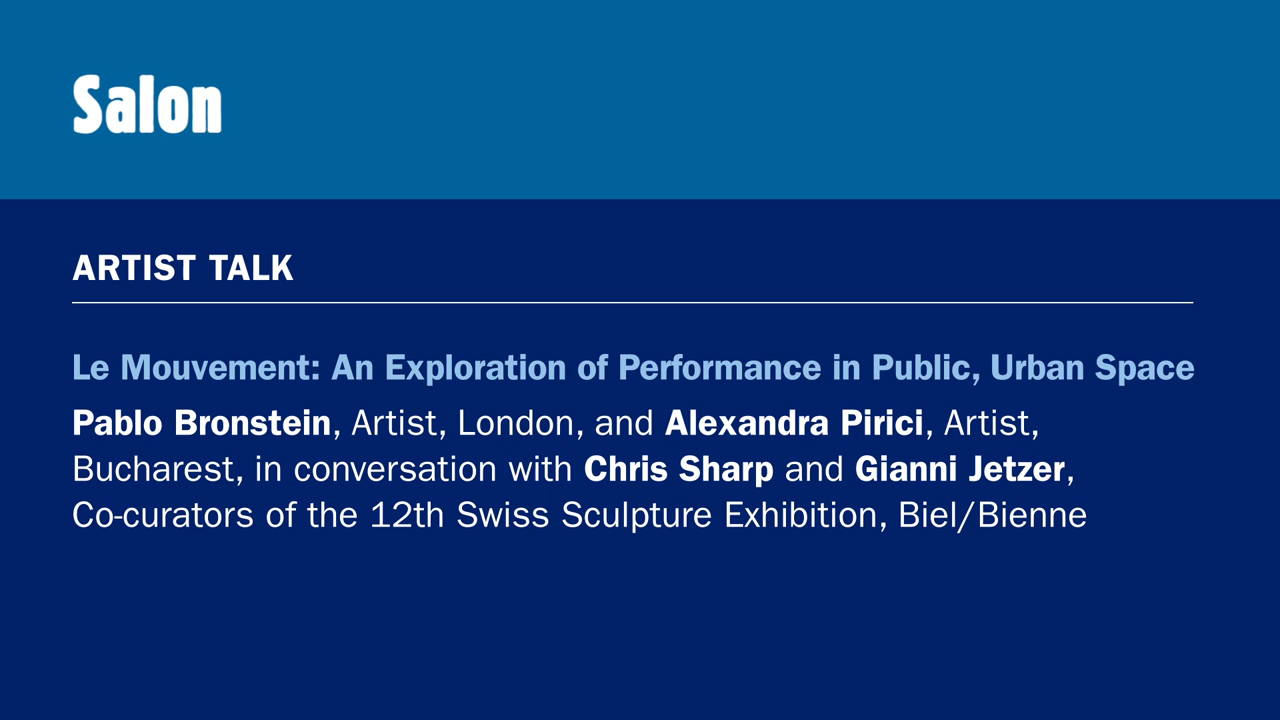 Salon
ARTIST TALK
Le Mouvement: An Exploration of Performance in Public, Urban Space
Pablo Bronstein, Artist, London, and Alexandra Pirici, Artist,
Bucharest, in conversation with Chris Sharp and Gianni Jetzer,
Co-curators of the 12th Swiss Sculpture Exhibition, Biel/Bienne